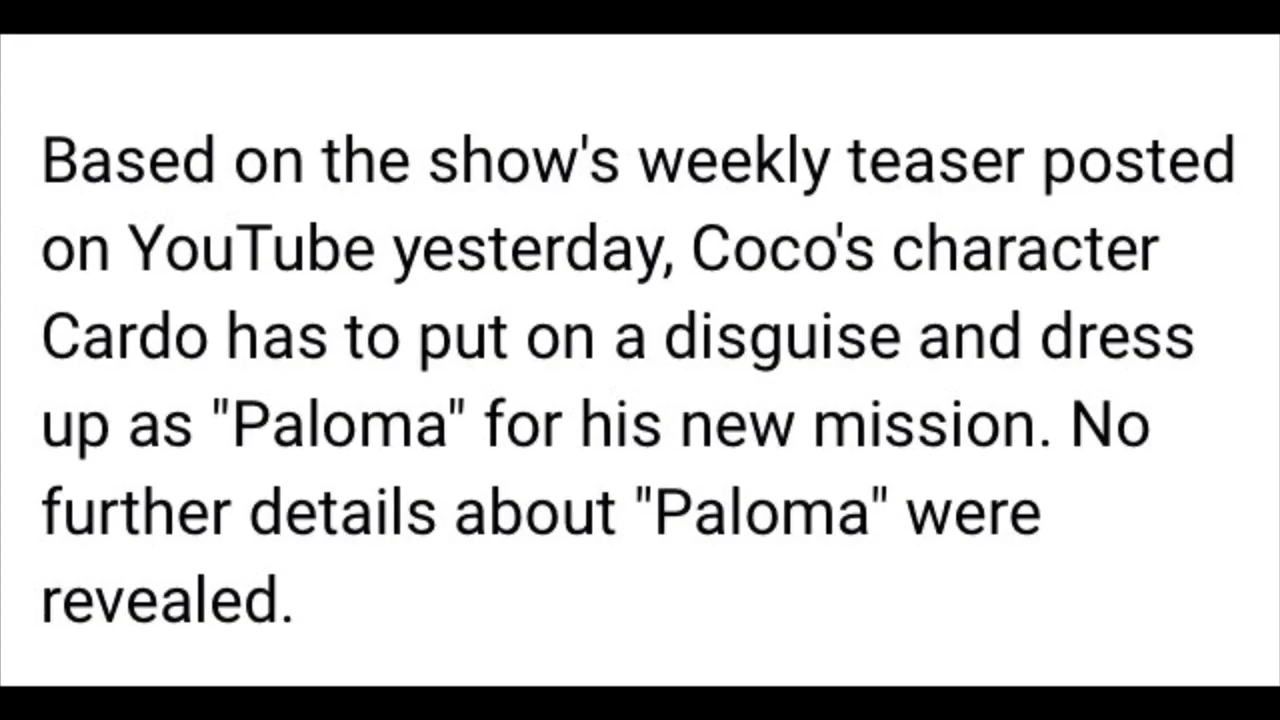 Based on the show's weekly teaser posted
on YouTube yesterday, Coco's character
Cardo has to put on a disguise and dress
up as "Paloma" for his new mission. No
further details about "Paloma" were
revealed.